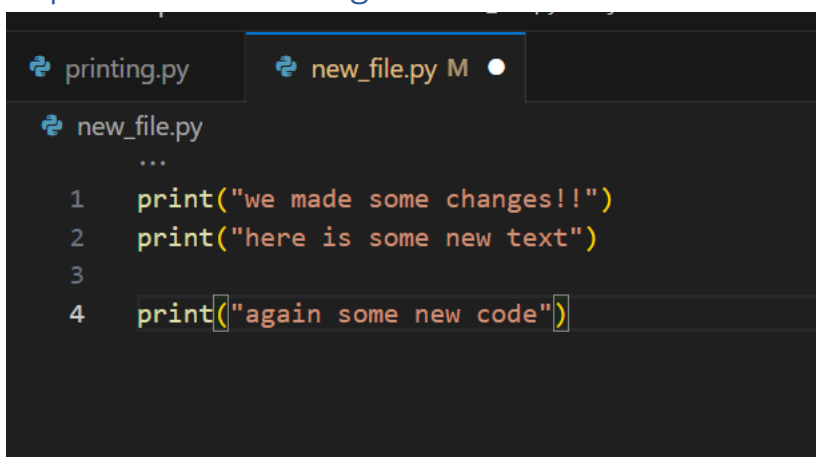 printing.py new_file.py M
new_file.py
...
1 print("we made some changes!!")
2 print("here is some new text")
3
4 print("again some new code")